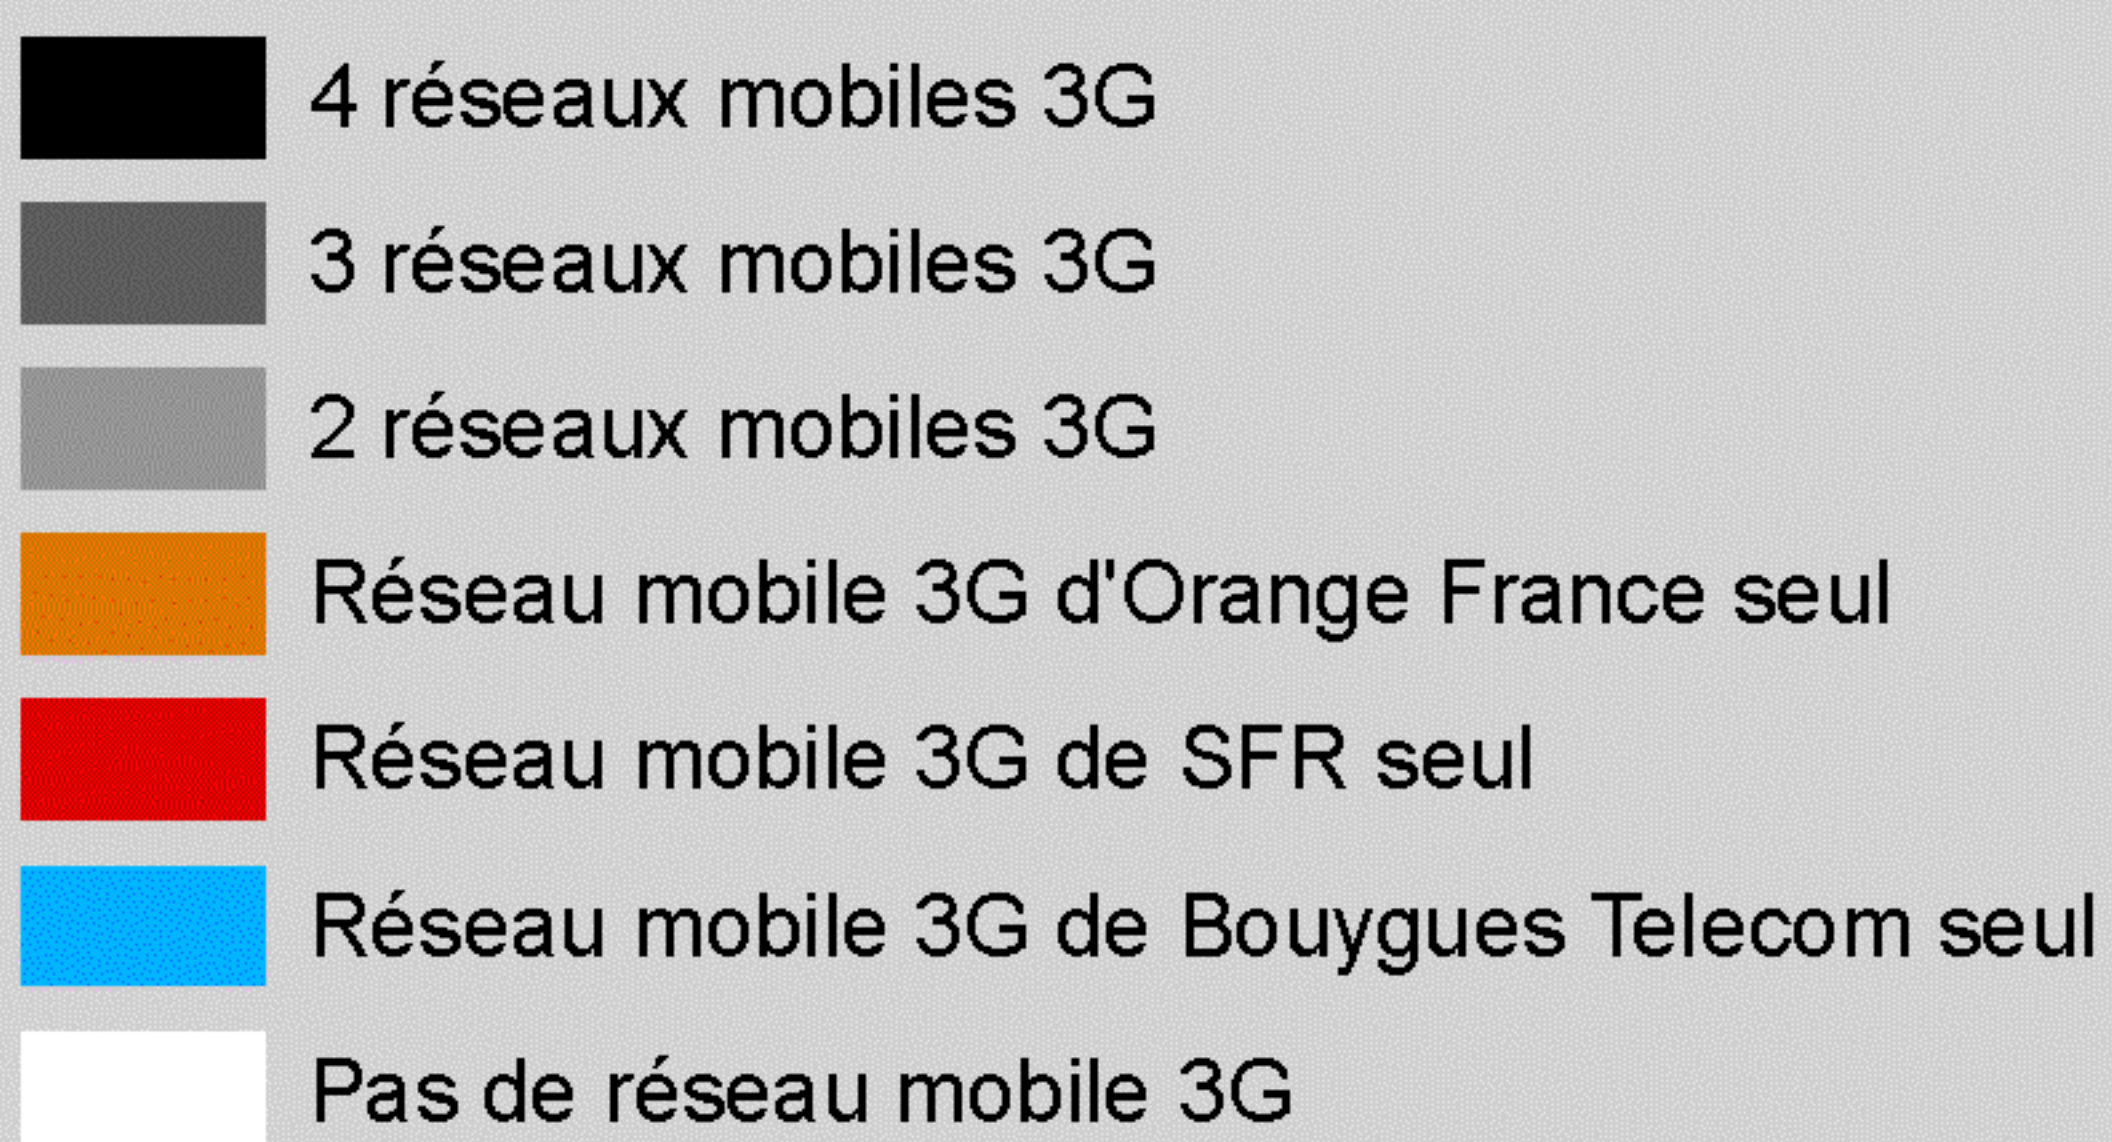 4 réseaux mobiles 3G
3 réseaux mobiles 3G
2 réseaux mobiles 3G
Réseau mobile 3G d'Orange France seul
Réseau mobile 3G de SFR seul
Réseau mobile 3G de Bouygues Telecom seul
Pas de réseau mobile 3G